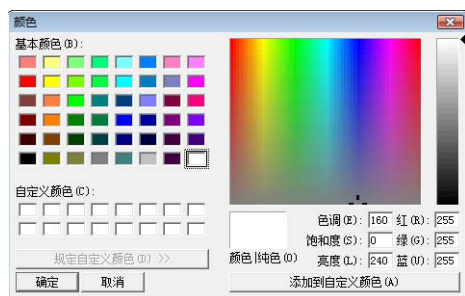 颜色
基本颜色(B):
自定义颜色(C):
规定自定义颜色(D) >>
确定 取消
颜色|纯色(O)
色调(E): 160 红(R): 255
饱和度(S): 0 绿(G): 255
亮度(L): 240 蓝(U): 255
添加到自定义颜色(A)